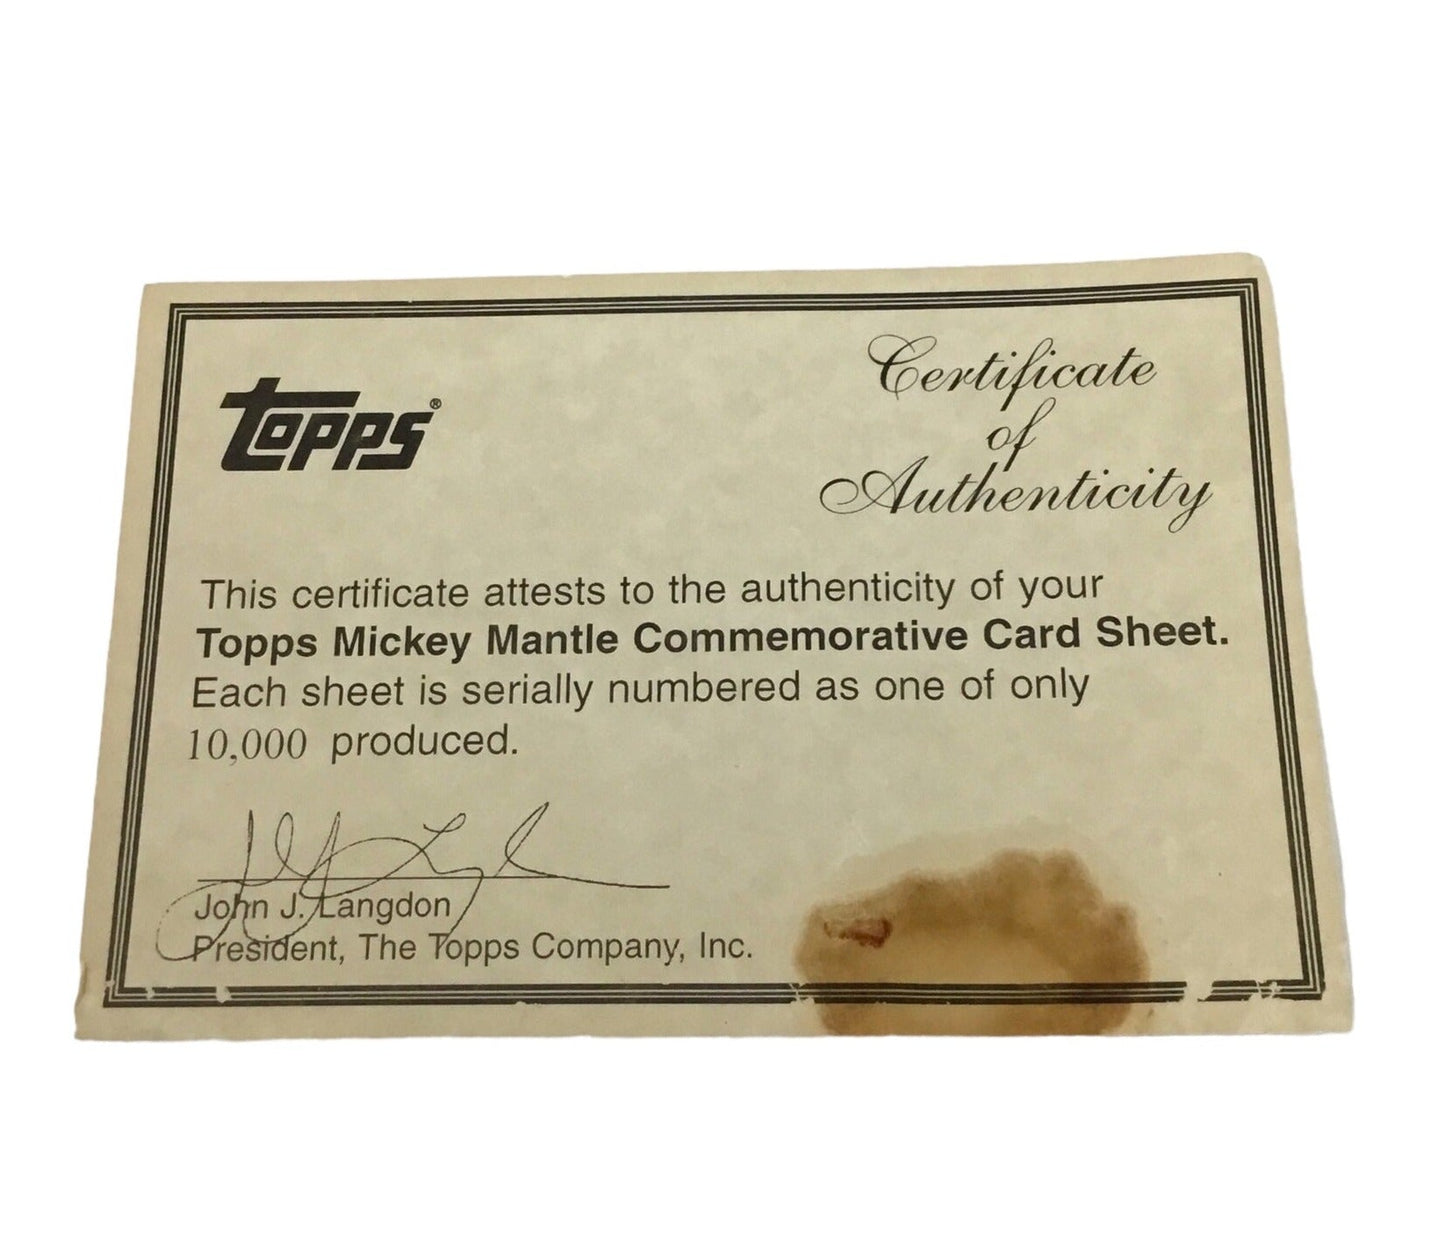 Topps®
Certificate
of
Authenticity
This certificate attests to the authenticity of your
Topps Mickey Mantle Commemorative Card Sheet.
Each sheet is serially numbered as one of only
10,000 produced.
John J. Langdon
President, The Topps Company, Inc.